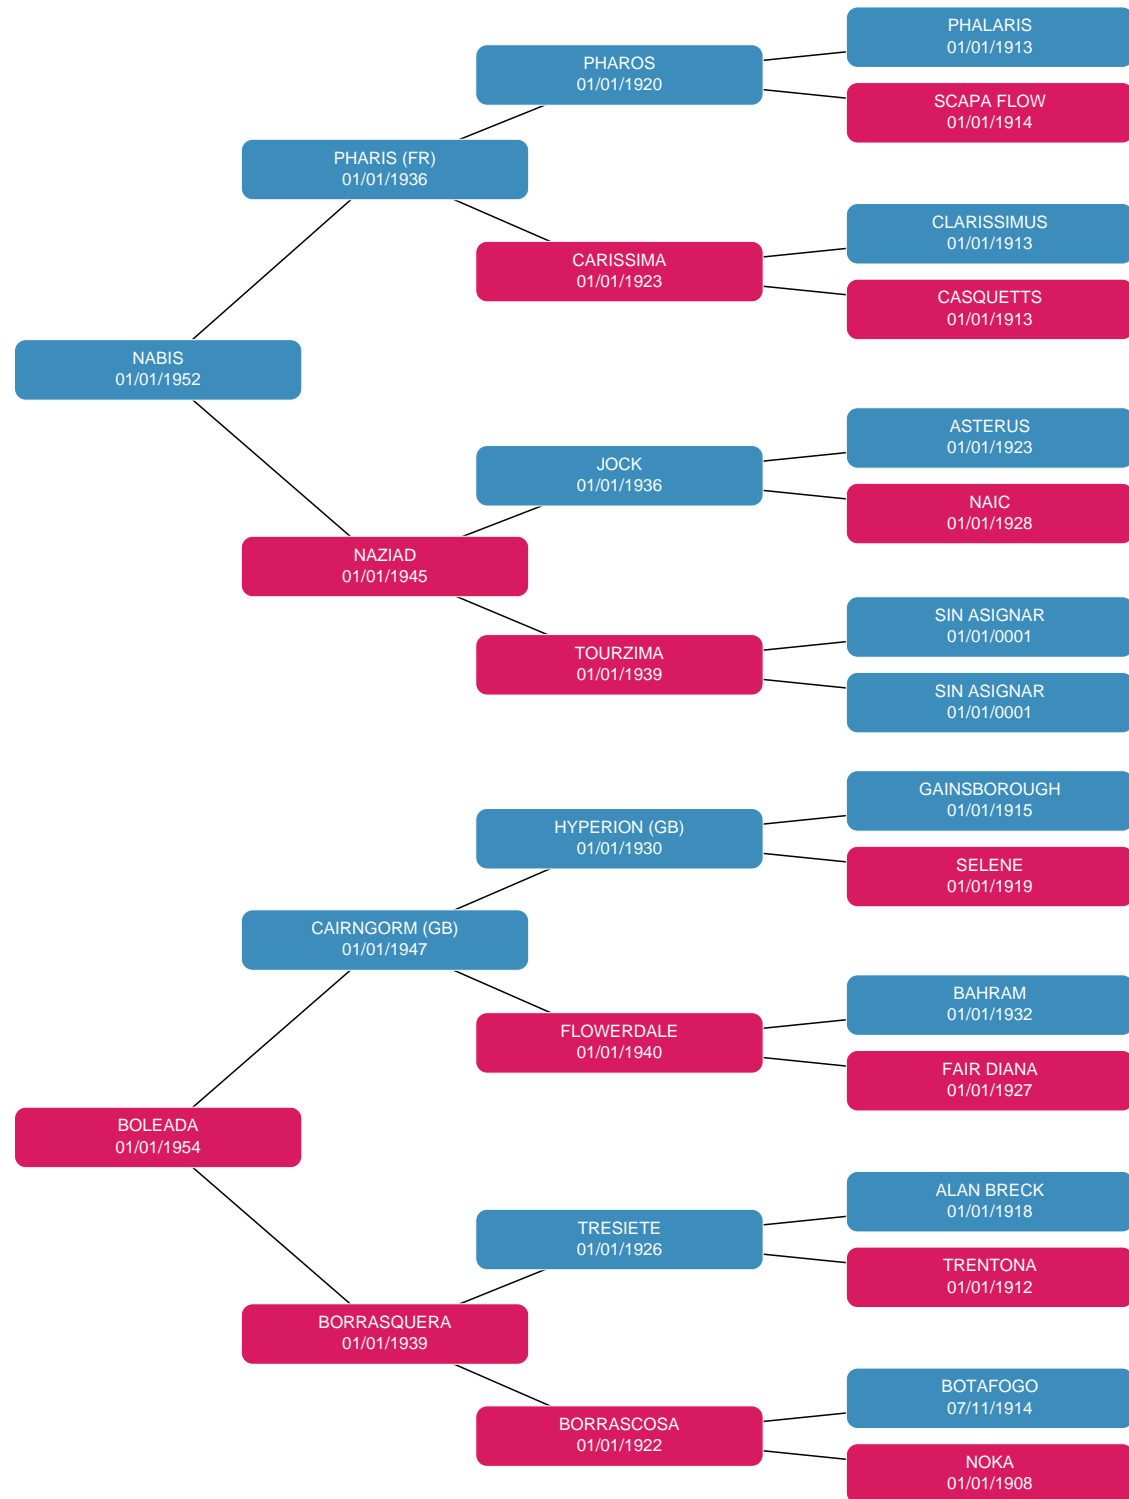 PHALARIS
01/01/1913
PHAROS
01/01/1920
SCAPA FLOW
01/01/1914
PHARIS (FR)
01/01/1936
CLARISSIMUS
01/01/1913
CARISSIMA
01/01/1923
CASQUETTS
01/01/1913
NABIS
01/01/1952
ASTERUS
01/01/1923
JOCK
01/01/1936
NAIC
01/01/1928
NAZIAD
01/01/1945
SIN ASIGNAR
01/01/0001
TOURZIMA
01/01/1939
SIN ASIGNAR
01/01/0001
GAINSBOROUGH
01/01/1915
HYPERION (GB)
01/01/1930
SELENE
01/01/1919
CAIRNGORM (GB)
01/01/1947
BAHRAM
01/01/1932
FLOWERDALE
01/01/1940
FAIR DIANA
01/01/1927
BOLEADA
01/01/1954
ALAN BRECK
01/01/1918
TRESIETE
01/01/1926
TRENTONA
01/01/1912
BORRASQUERA
01/01/1939
BOTAFOGO
07/11/1914
BORRASCOSA
01/01/1922
NOKA
01/01/1908